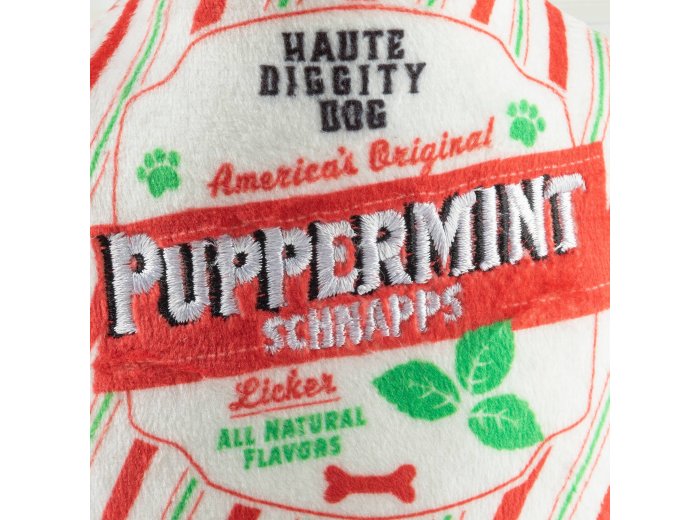 HAUTE
DIGGITY
DOG
America's Original
PUPPERMINT
SCHNAPPS
Licker
ALL NATURAL
FLAVORS